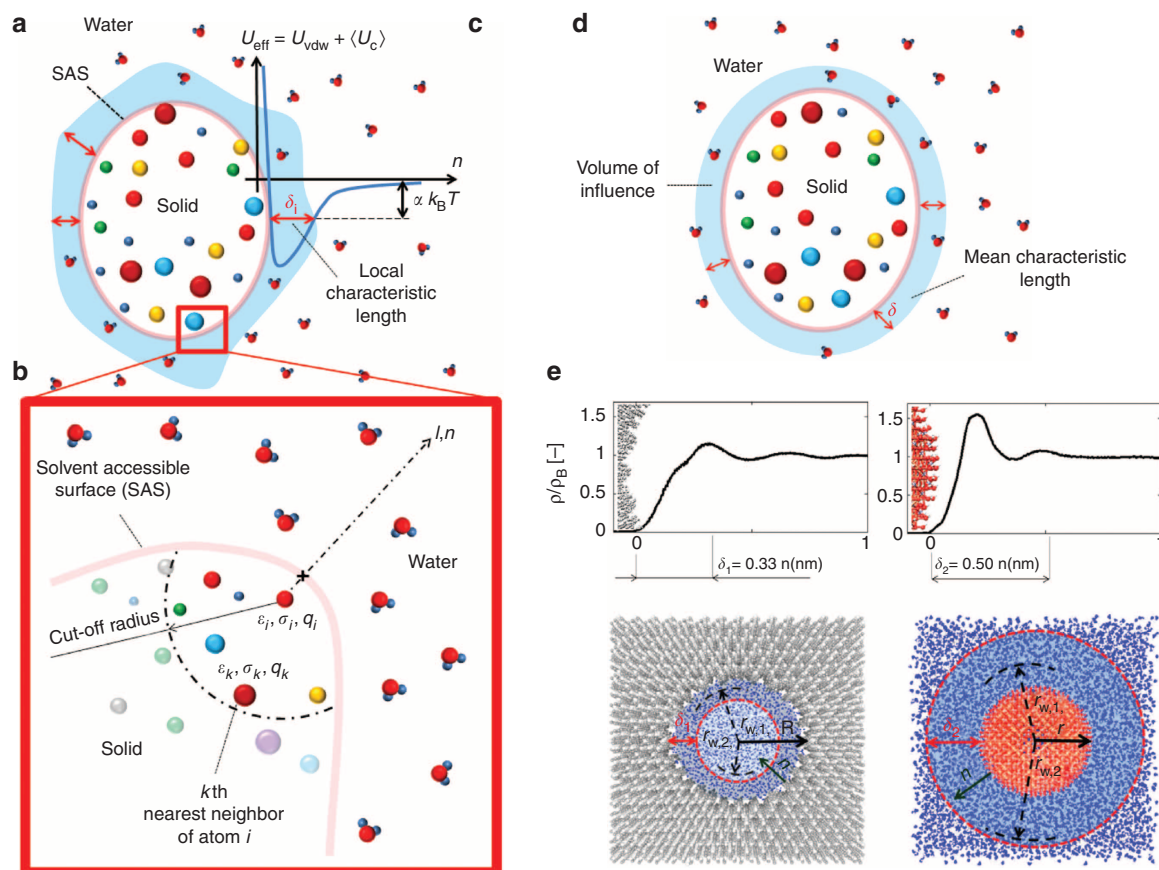 a
Water
SAS
Solid
U_eff = U_vdw + ⟨U_c⟩
c
n
α k_B T
δ_i
Local
characteristic
length
d
Water
Volume of
influence
Solid
Mean characteristic
length
δ
b
Solvent accessible
surface (SAS)
l,n
Water
Cut-off radius
ε_i, σ_i, q_i
ε_k, σ_k, q_k
Solid
kth
nearest neighbor
of atom i
e
ρ/ρ_B [–]
1.5
1
0.5
0
0
1
δ_1 = 0.33 n(nm)
1.5
1
0.5
0
0
1
δ_2 = 0.50 n(nm)
r_w,1,
r_w,2,
R
n
δ_2
r_w,1,
r
r_w,2
n